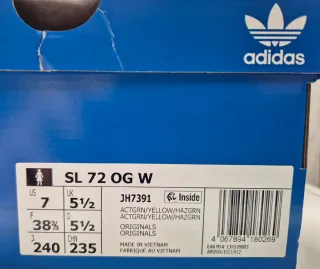 adidas
SL 72 OG W
US UK
7 5½
F D
38⅔ 5½
J CHN
240 235
JH7391
Inside
ACTGRN/YELLOW/HAZGRN
ACTGRN/YELLOW/HAZGRN
ORIGINALS
ORIGINALS
MADE IN VIETNAM
FABRIQUÉ AU VIETNAM
4 067894 180269